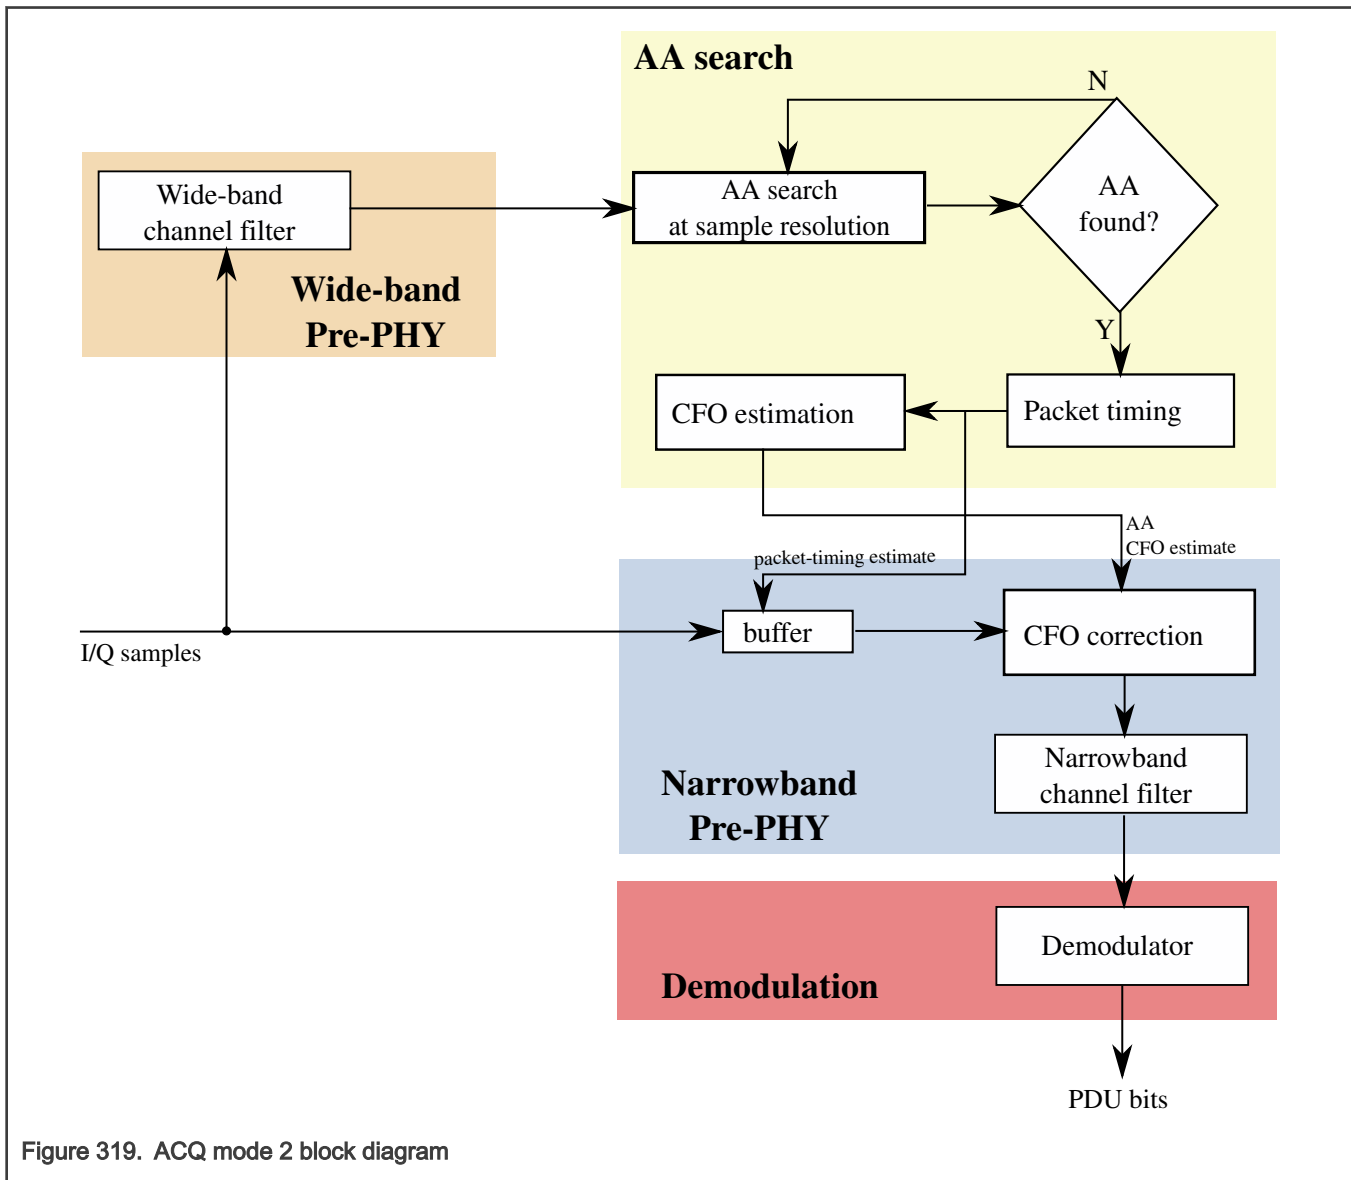 AA search
N
Wide-band
channel filter
AA search
at sample resolution
AA
found?
Wide-band
Pre-PHY
Y
CFO estimation
Packet timing
AA
CFO estimate
packet-timing estimate
buffer
CFO correction
I/Q samples
Narrowband
channel filter
Narrowband
Pre-PHY
Demodulator
Demodulation
PDU bits
Figure 319. ACQ mode 2 block diagram